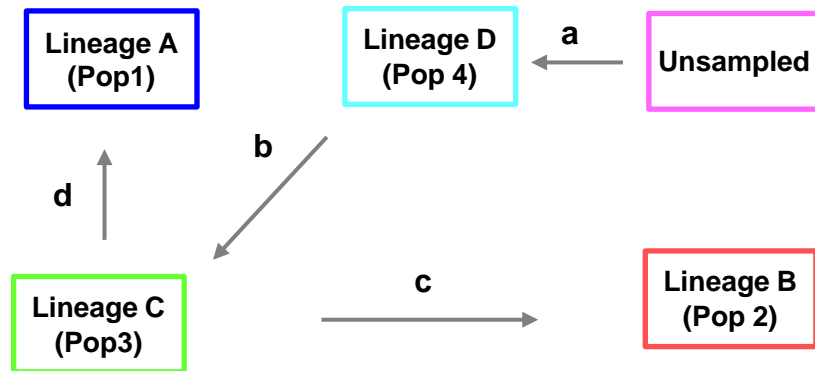 Lineage A
(Pop1)
Lineage D
(Pop 4)
a
Unsampled
b
d
Lineage C
(Pop3)
c
Lineage B
(Pop 2)